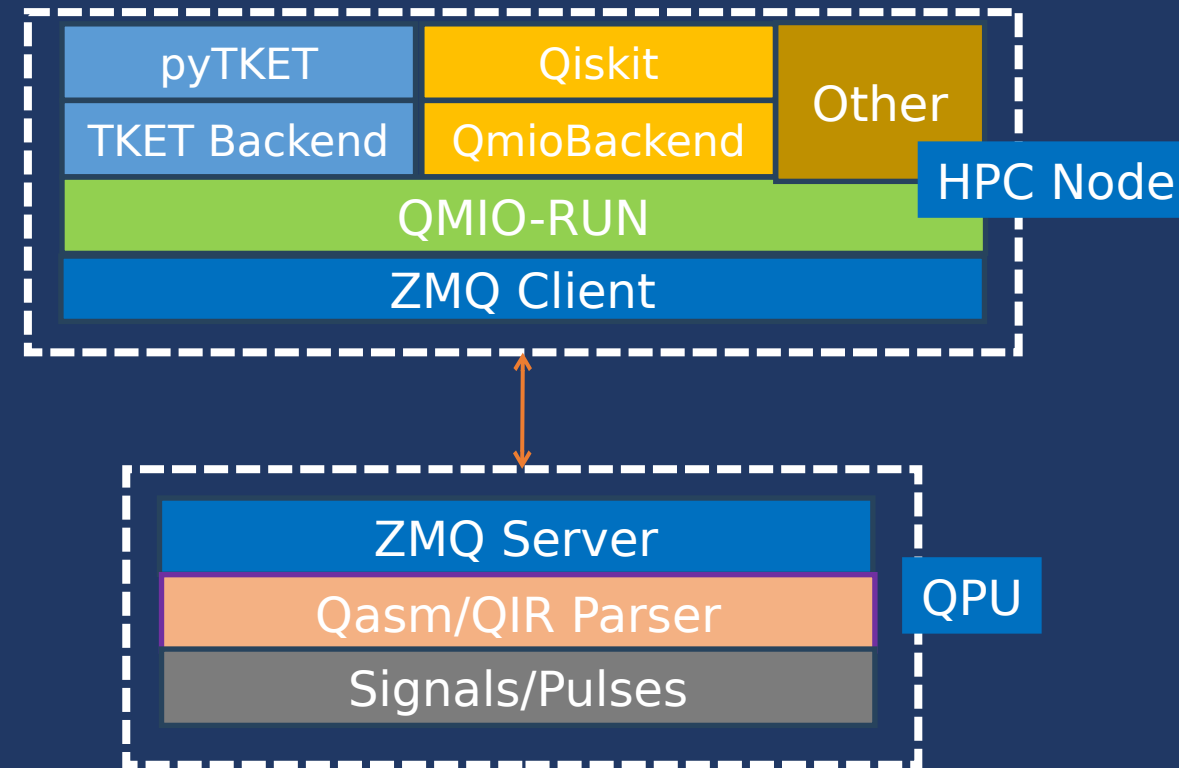 pyTKET
Qiskit
Other
TKET Backend
QmioBackend
HPC Node
QMIO-RUN
ZMQ Client
ZMQ Server
Qasm/QIR Parser
QPU
Signals/Pulses